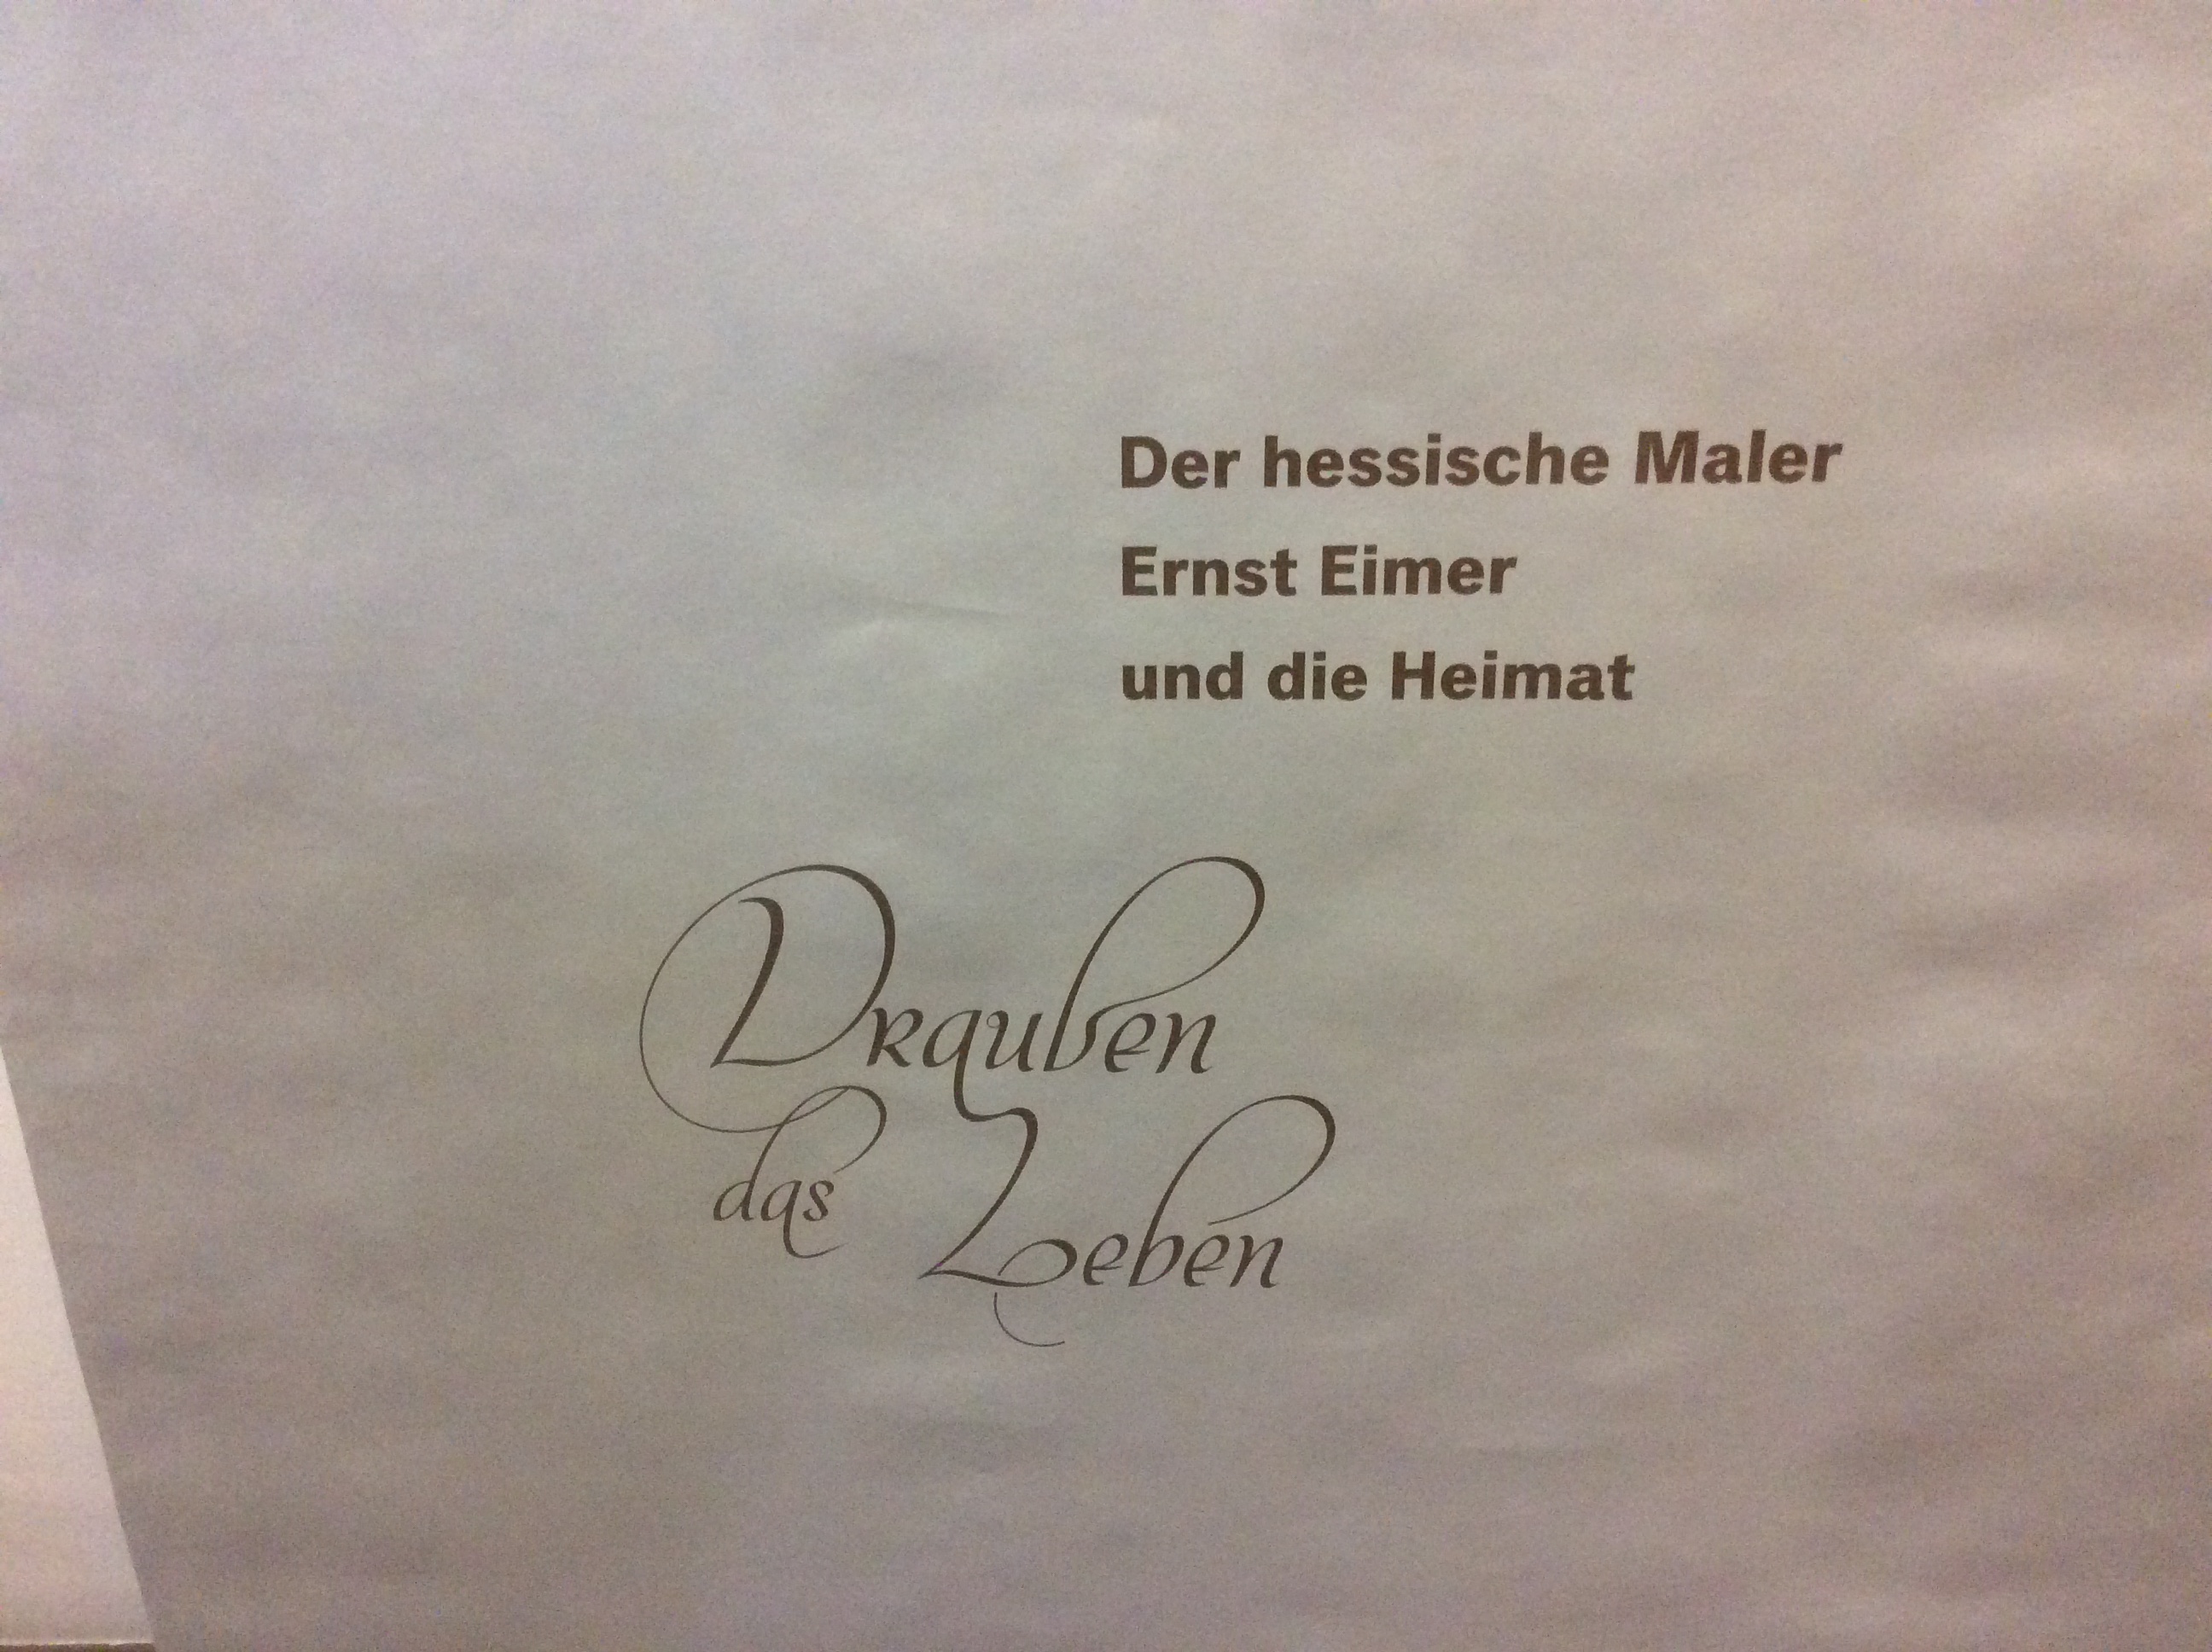 Der hessische Maler
Ernst Eimer
und die Heimat
Drauben
das Leben